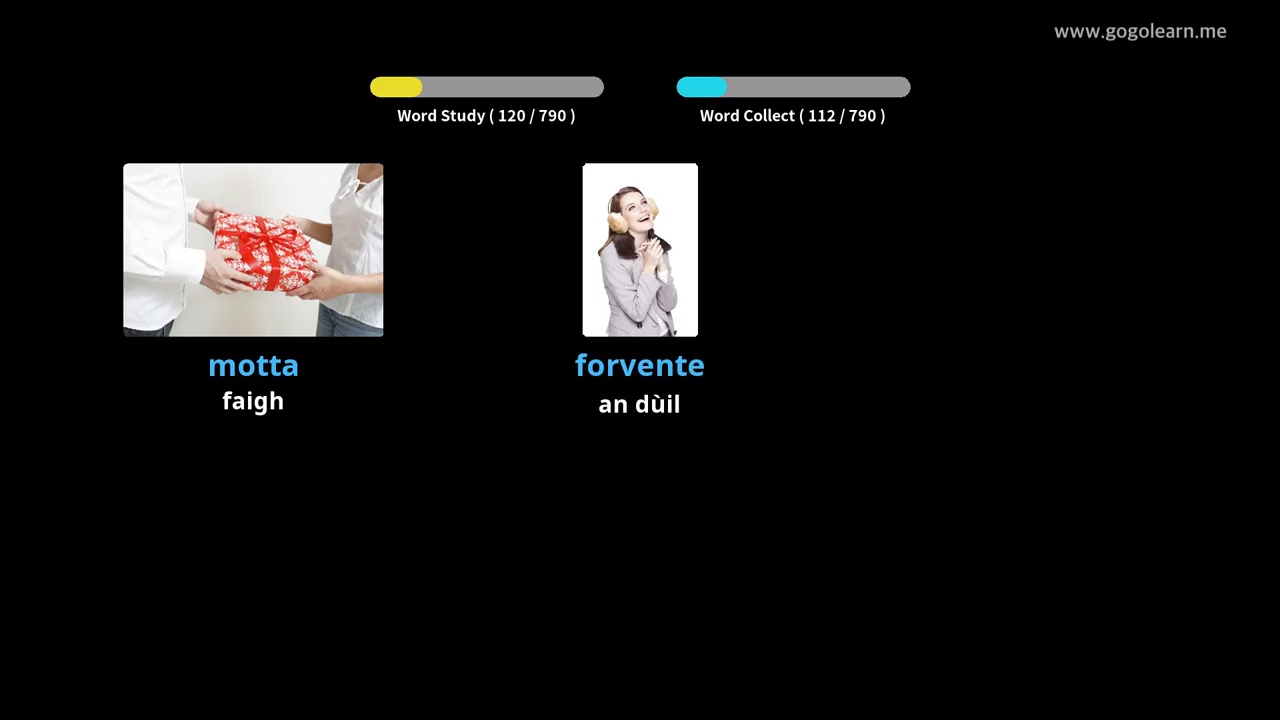 www.gogolearn.me
Word Study ( 120 / 790 )
Word Collect ( 112 / 790 )
motta
faigh
forvente
an dùil